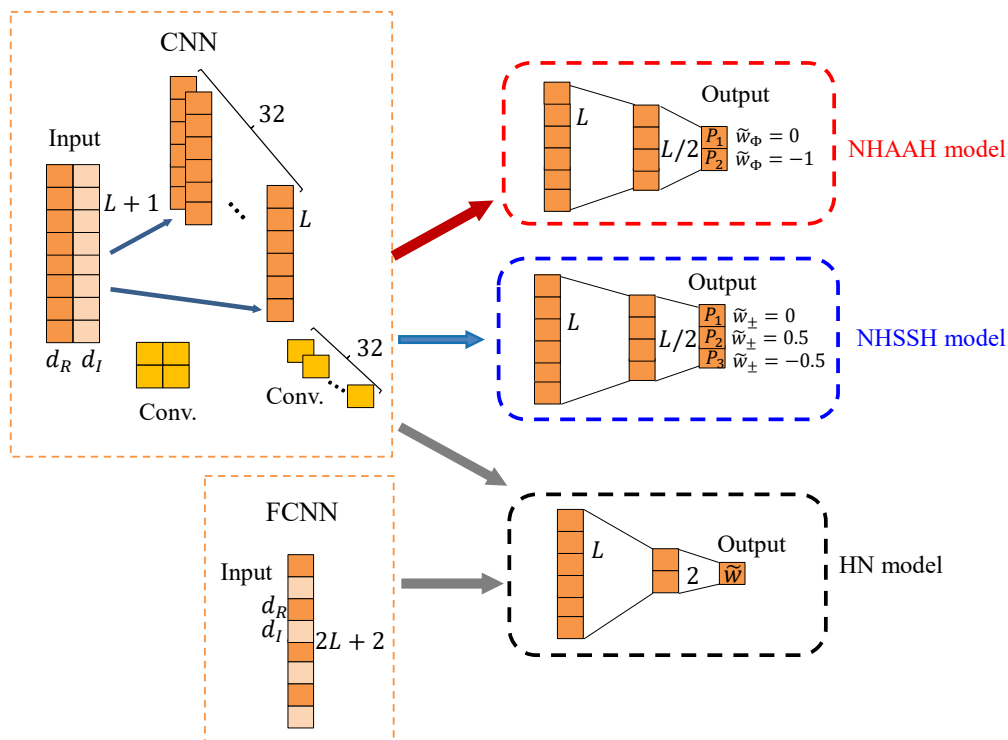 CNN
32
Input
L + 1
L
d_R d_I
Conv.
Conv.
32
Output
L
L/2
P_1 w̃_Φ = 0
P_2 w̃_Φ = −1
NHAAH model
Output
L
L/2
P_1 w̃_± = 0
P_2 w̃_± = 0.5
P_3 w̃_± = −0.5
NHSSH model
FCNN
Input
d_R
d_I
2L + 2
L
2
Output
w̃
HN model